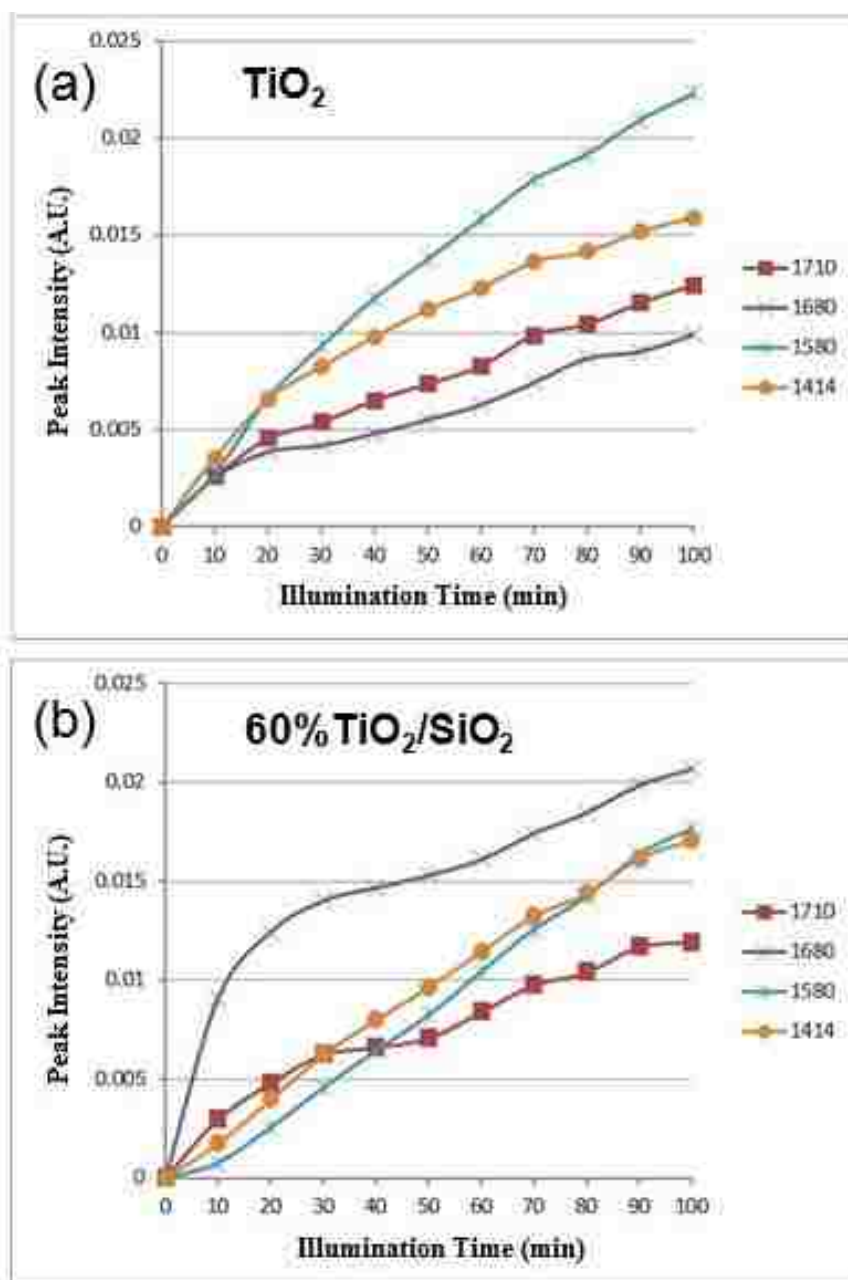 (a) TiO₂
0.025
0.02
0.015
0.01
0.005
0
Peak Intensity (A.U.)
0 10 20 30 40 50 60 70 80 90 100
Illumination Time (min)
1710
1680
1580
1414
(b) 60% TiO₂/SiO₂
0.025
0.02
0.015
0.01
0.005
0
Peak Intensity (A.U.)
0 10 20 30 40 50 60 70 80 90 100
Illumination Time (min)
1710
1680
1580
1414